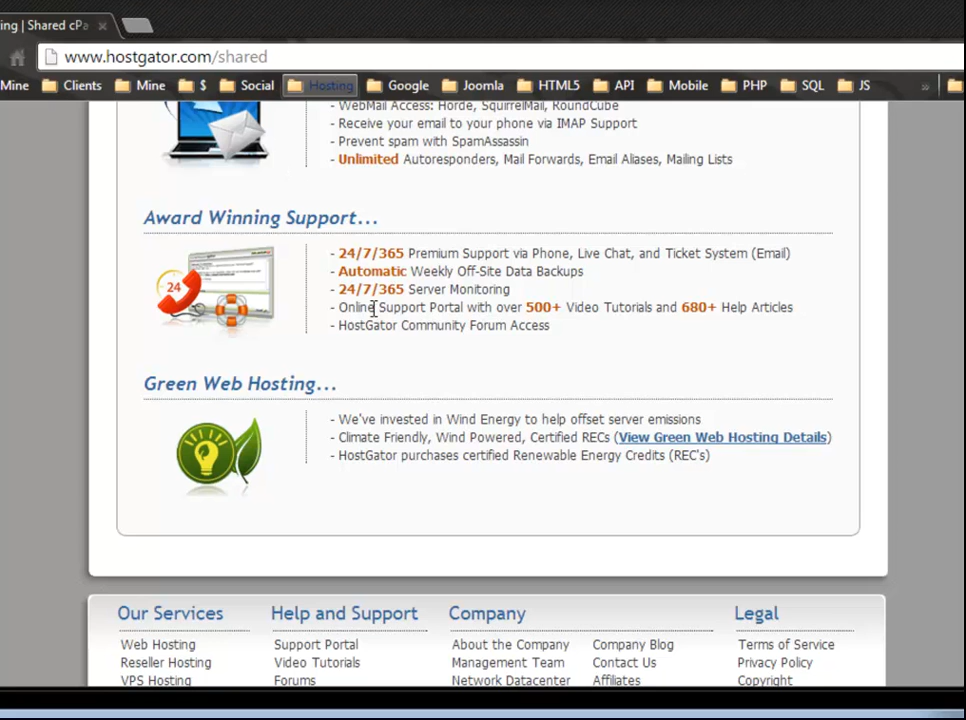 ing | Shared cPa
www.hostgator.com/shared
Mine Clients Mine $ Social Hosting Google Joomla HTML5 API Mobile PHP SQL JS »
- WebMail Access: Horde, SquirrelMail, RoundCube
- Receive your email to your phone via IMAP Support
- Prevent spam with SpamAssassin
- Unlimited Autoresponders, Mail Forwards, Email Aliases, Mailing Lists
Award Winning Support...
24
- 24/7/365 Premium Support via Phone, Live Chat, and Ticket System (Email)
- Automatic Weekly Off-Site Data Backups
- 24/7/365 Server Monitoring
- Online Support Portal with over 500+ Video Tutorials and 680+ Help Articles
- HostGator Community Forum Access
Green Web Hosting...
- We've invested in Wind Energy to help offset server emissions
- Climate Friendly, Wind Powered, Certified RECs (View Green Web Hosting Details)
- HostGator purchases certified Renewable Energy Credits (REC's)
Our Services
Web Hosting
Reseller Hosting
VPS Hosting
Help and Support
Support Portal
Video Tutorials
Forums
Company
About the Company
Management Team
Network Datacenter
Company Blog
Contact Us
Affiliates
Legal
Terms of Service
Privacy Policy
Copyright